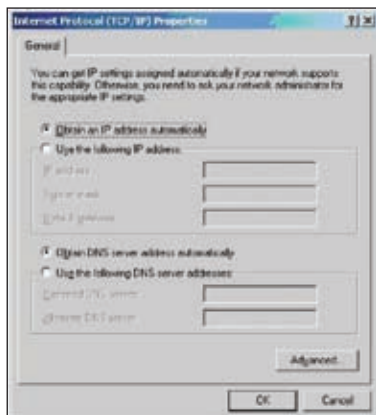 Internet Protocol (TCP/IP) Properties
General
You can get IP settings assigned automatically if your network supports
this capability. Otherwise, you need to ask your network administrator for
the appropriate IP settings.
Obtain an IP address automatically
Use the following IP address:
IP address:
Subnet mask:
Default gateway:
Obtain DNS server address automatically
Use the following DNS server addresses:
Preferred DNS server:
Alternate DNS server:
Advanced...
OK Cancel